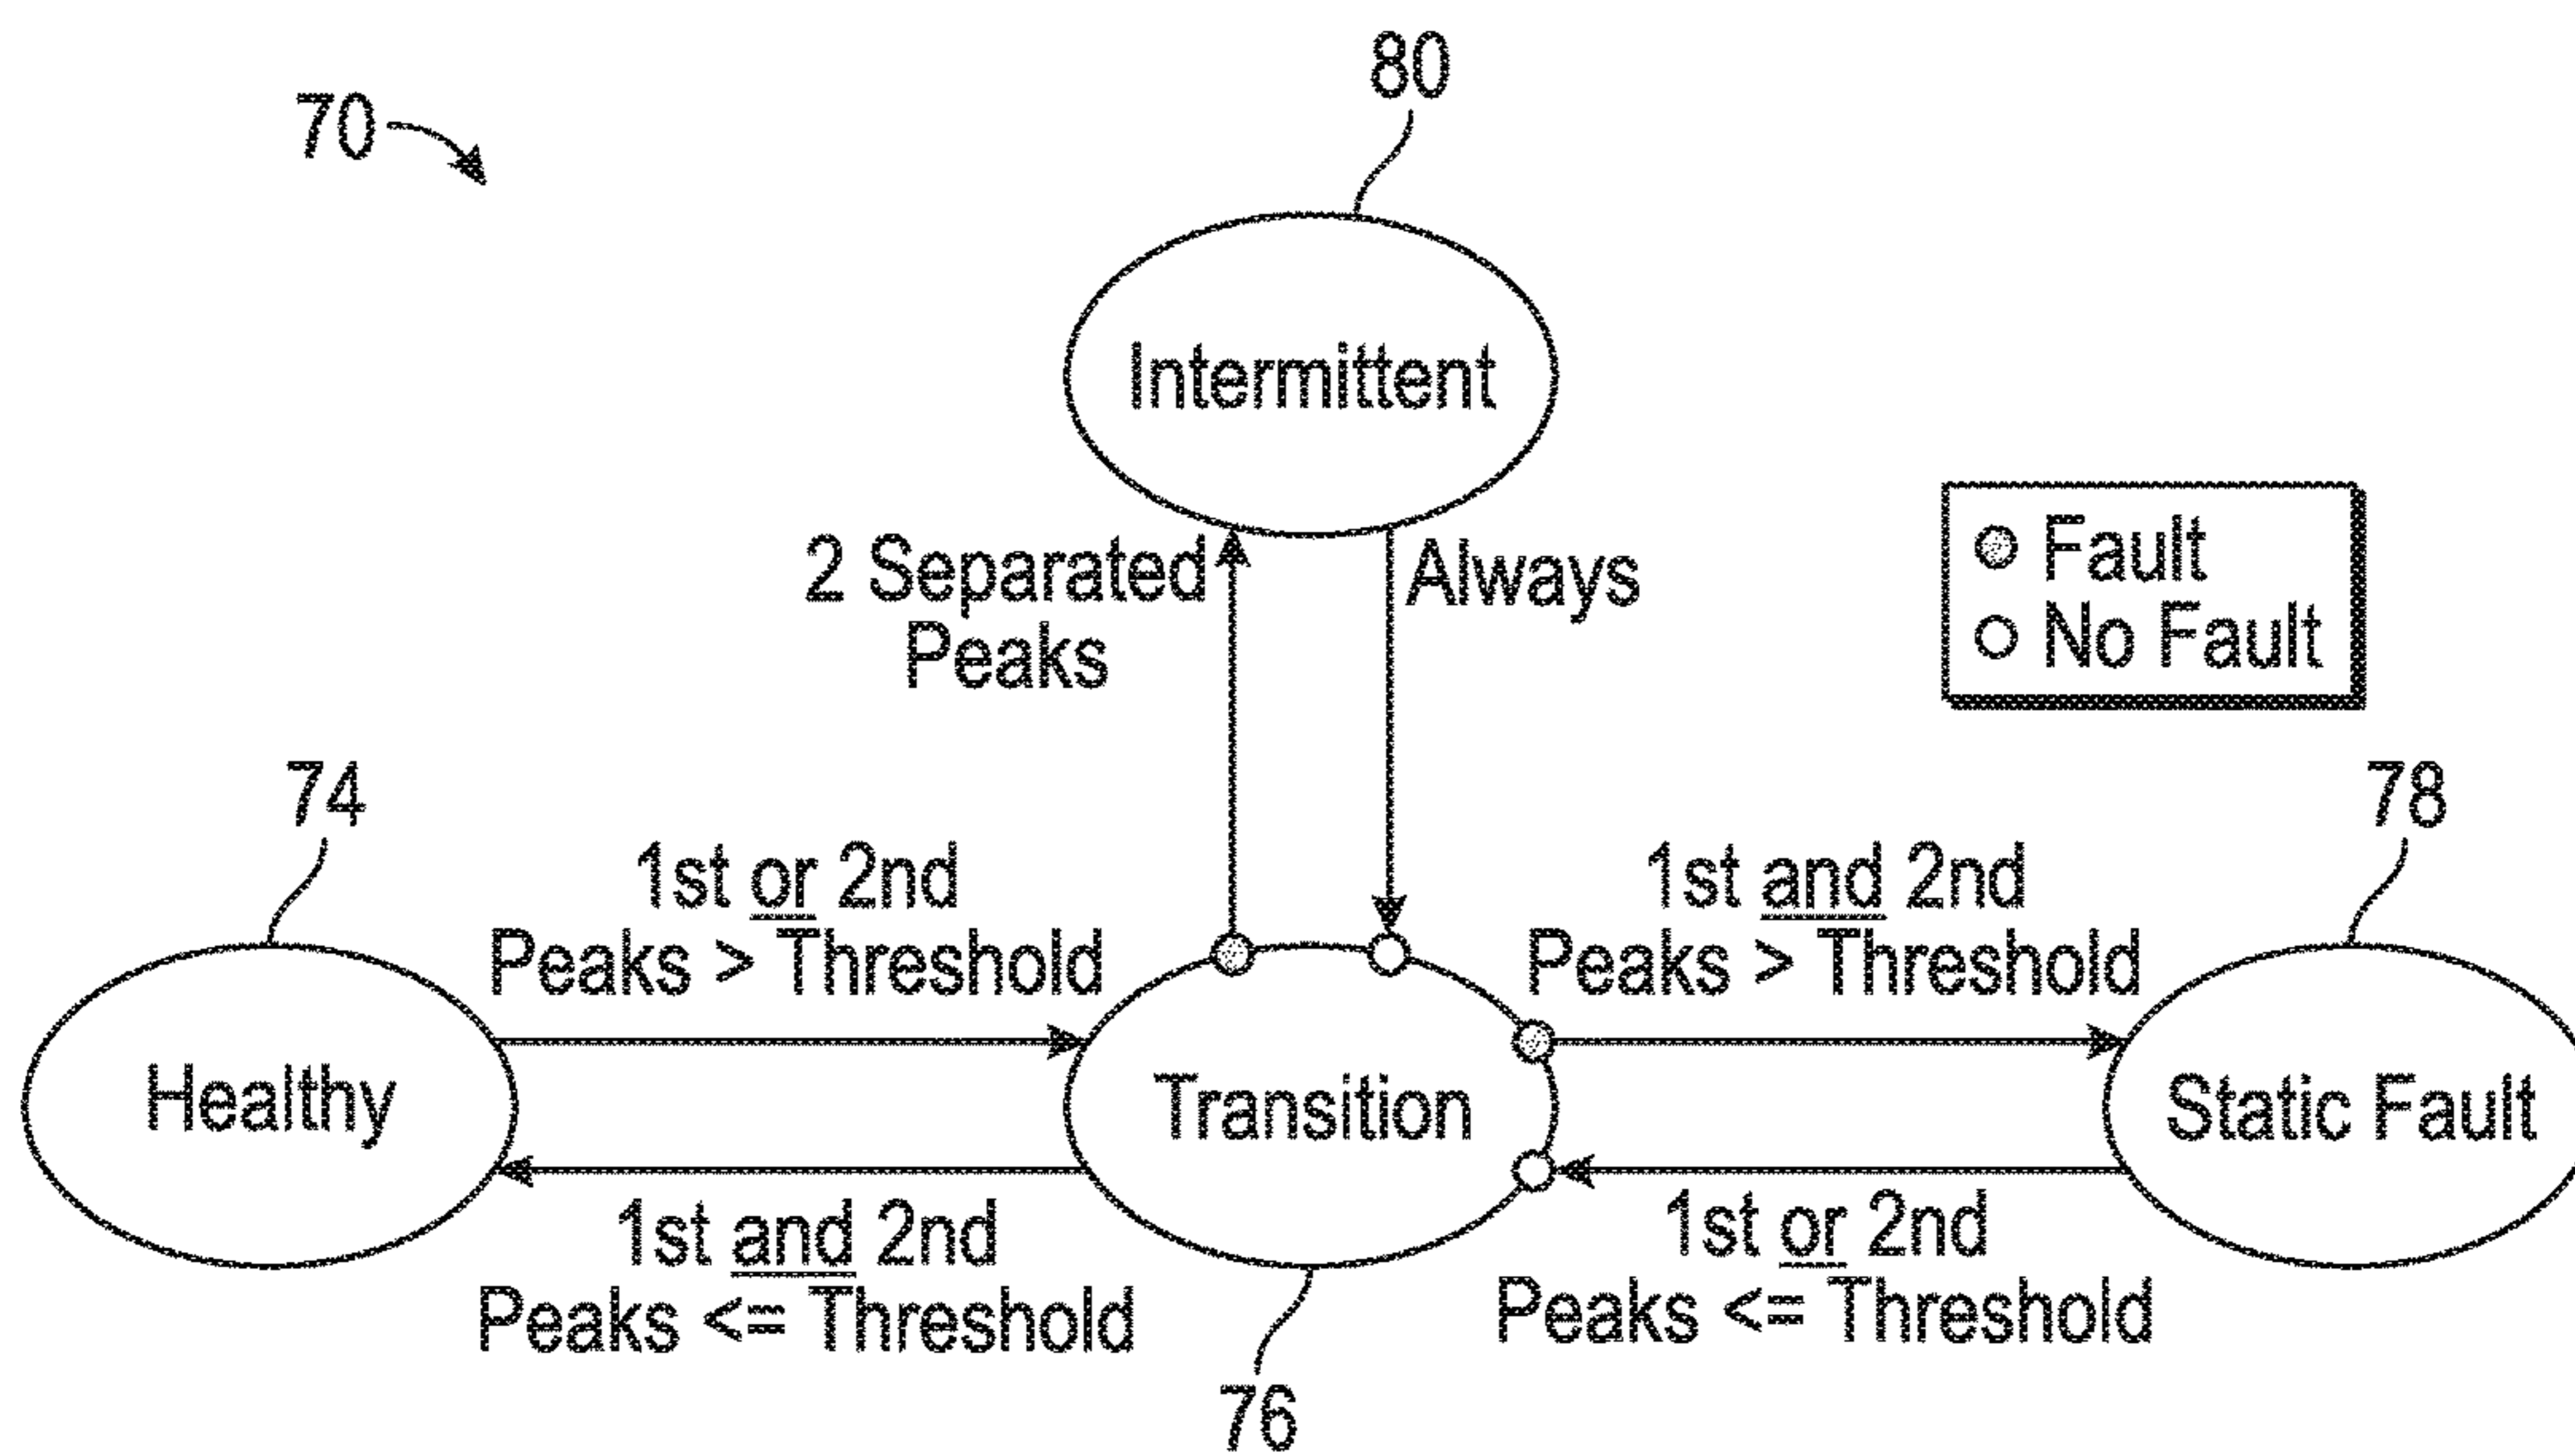 70
80
Intermittent
2 Separated
Peaks
Always
Fault
No Fault
74
78
1st or 2nd
Peaks > Threshold
1st and 2nd
Peaks > Threshold
Healthy
Transition
Static Fault
1st and 2nd
Peaks <= Threshold
1st or 2nd
Peaks <= Threshold
76